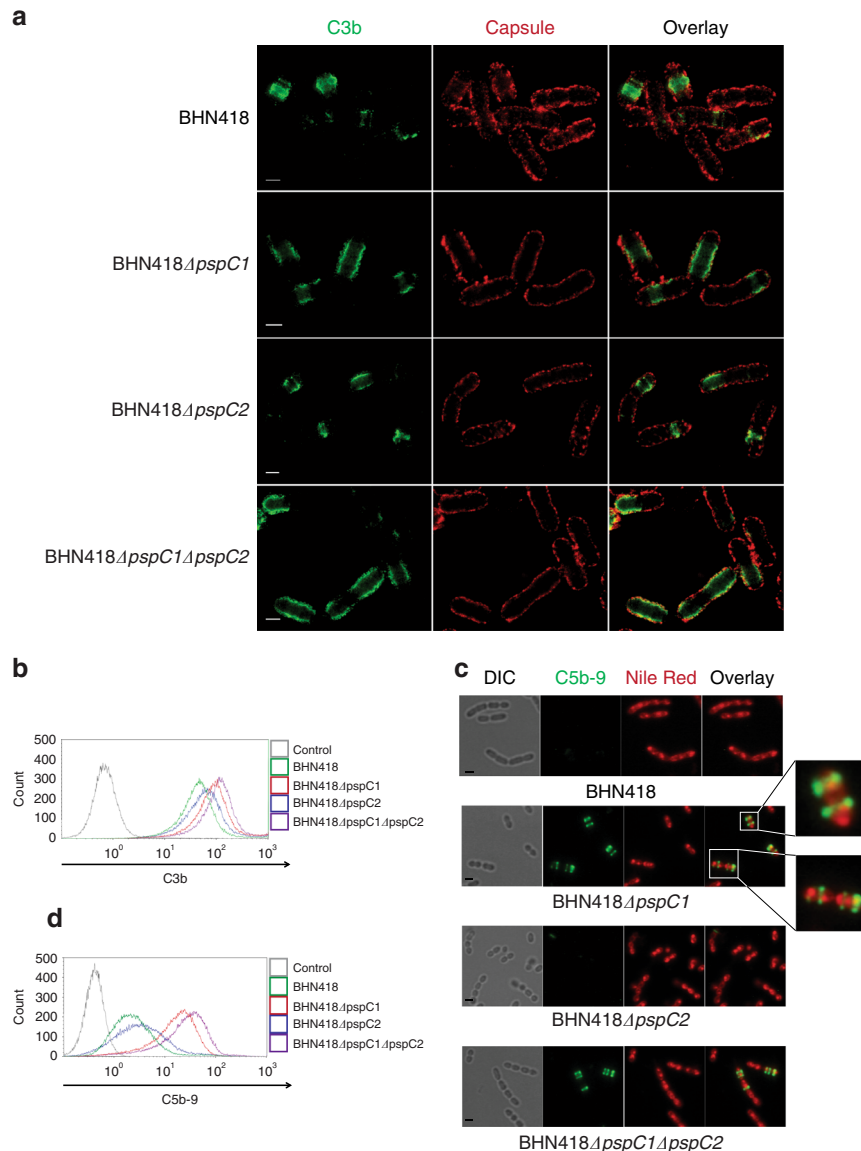 a
C3b Capsule Overlay
BHN418
BHN418ΔpspC1
BHN418ΔpspC2
BHN418ΔpspC1ΔpspC2
b
500
400
300
200
100
0
Count
10^0 10^1 10^2 10^3
C3b
Control
BHN418
BHN418ΔpspC1
BHN418ΔpspC2
BHN418ΔpspC1ΔpspC2
d
500
400
300
200
100
0
Count
10^0 10^1 10^2 10^3
C5b-9
Control
BHN418
BHN418ΔpspC1
BHN418ΔpspC2
BHN418ΔpspC1ΔpspC2
c
DIC C5b-9 Nile Red Overlay
BHN418
BHN418ΔpspC1
BHN418ΔpspC2
BHN418ΔpspC1ΔpspC2